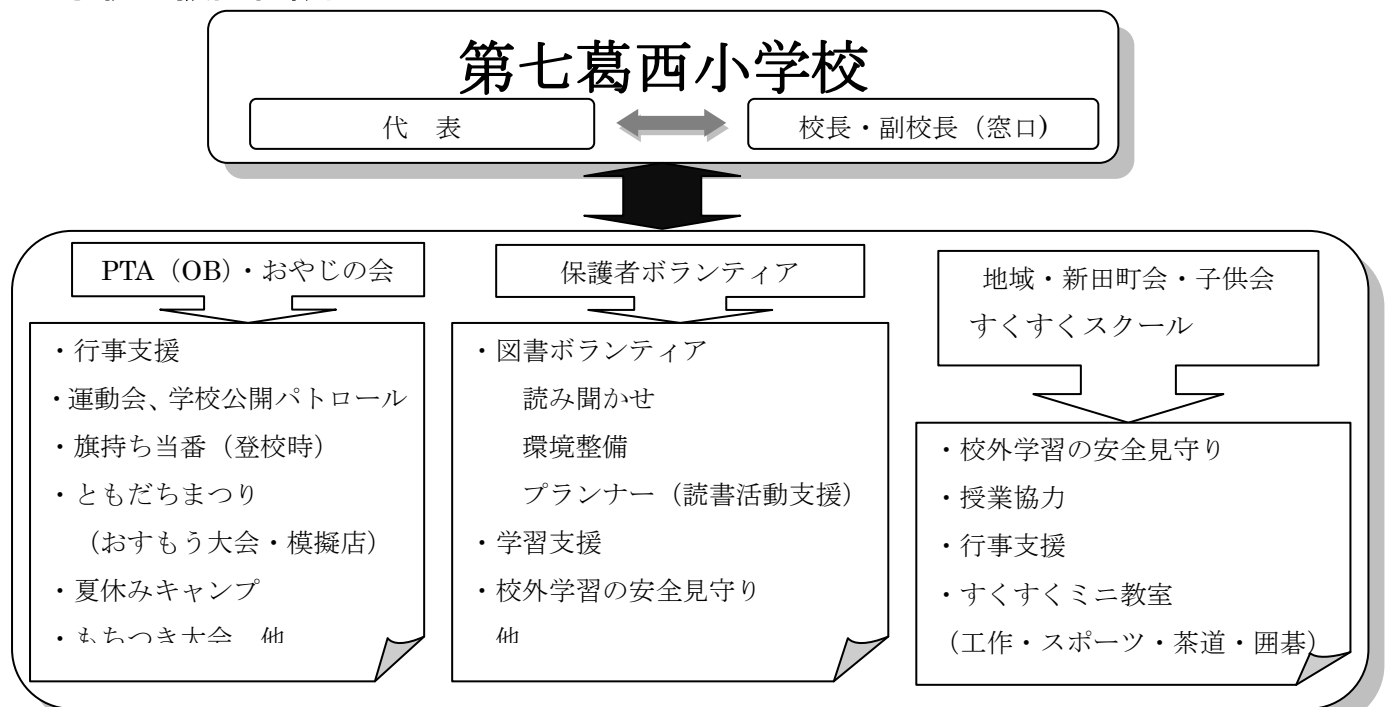 第七葛西小学校
代　表
校長・副校長（窓口）
PTA（OB）・おやじの会
・行事支援
・運動会、学校公開パトロール
・旗持ち当番（登校時）
・ともだちまつり
（おすもう大会・模擬店）
・夏休みキャンプ
・もちつき大会　他
保護者ボランティア
・図書ボランティア
読み聞かせ
環境整備
プランナー（読書活動支援）
・学習支援
・校外学習の安全見守り
他
地域・新田町会・子供会
すくすくスクール
・校外学習の安全見守り
・授業協力
・行事支援
・すくすくミニ教室
（工作・スポーツ・茶道・囲碁）